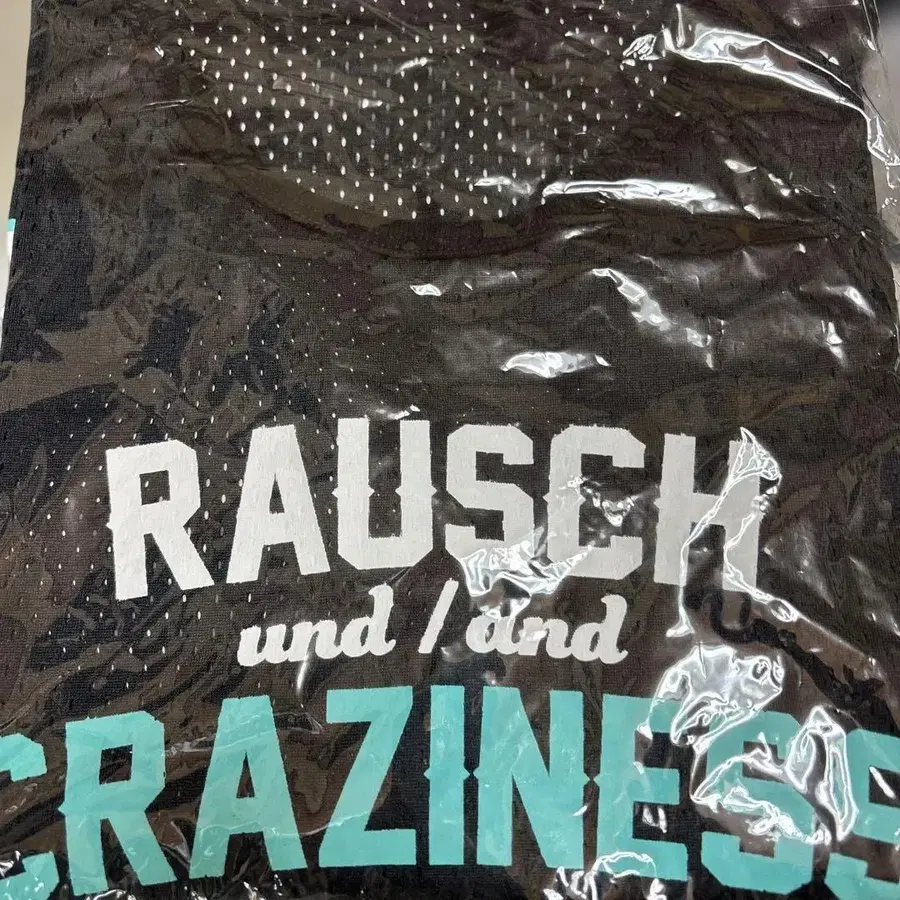 RAUSCH
und / and
CRAZINESS